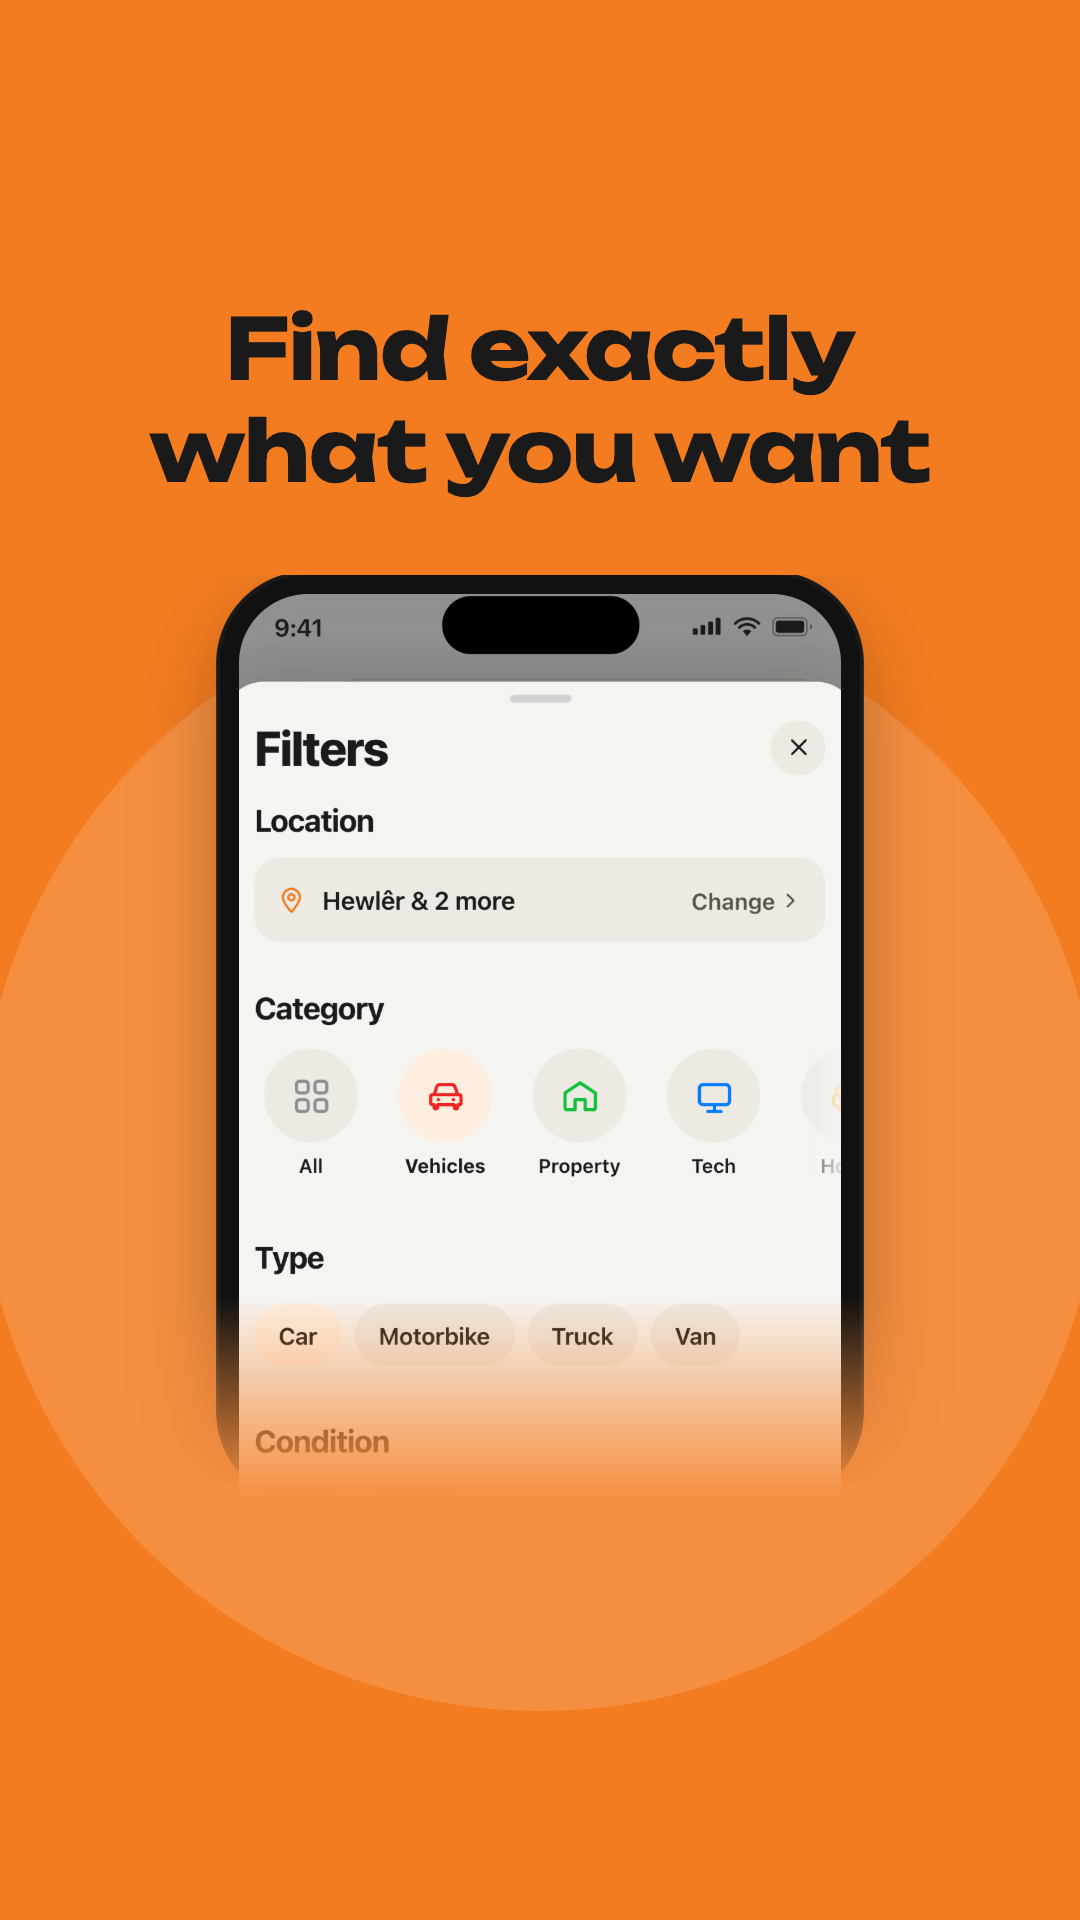 Find exactly
what you want
9:41
Filters
Location
Hewlêr & 2 more Change
Category
All Vehicles Property Tech
Type
Car Motorbike Truck Van
Condition